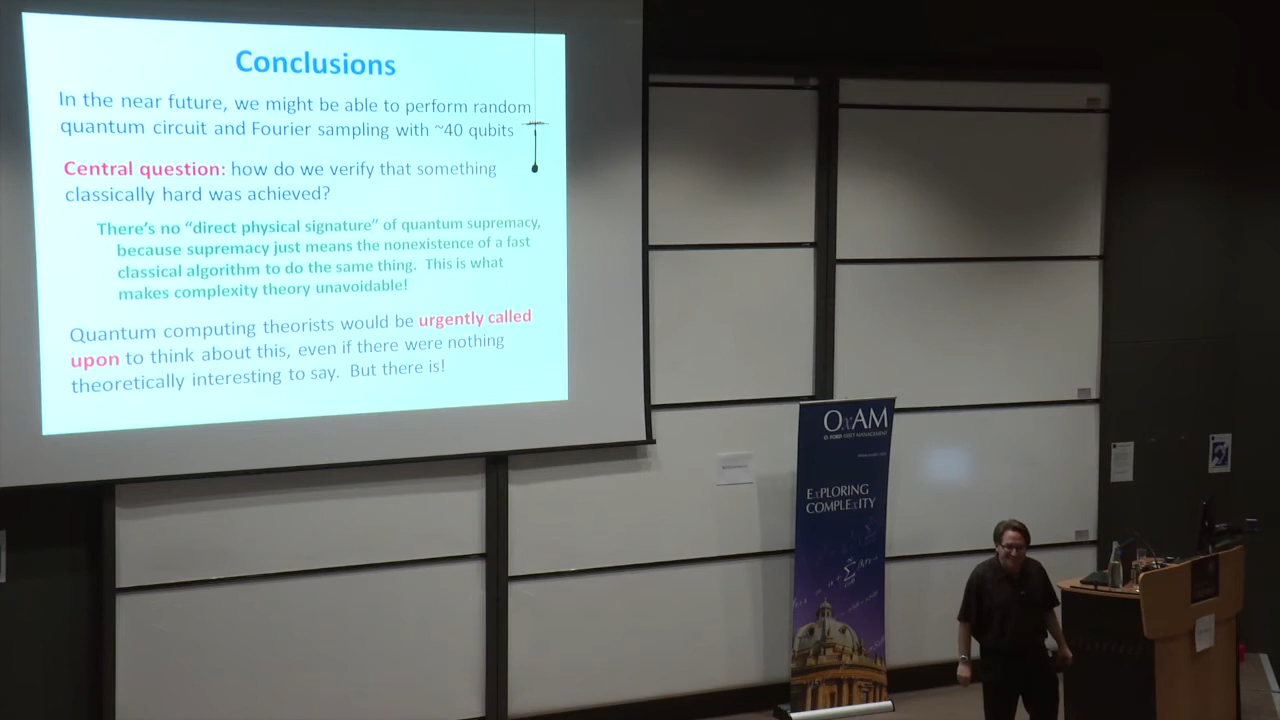 Conclusions
In the near future, we might be able to perform random
quantum circuit and Fourier sampling with ~40 qubits
Central question: how do we verify that something
classically hard was achieved?
There's no “direct physical signature” of quantum supremacy,
because supremacy just means the nonexistence of a fast
classical algorithm to do the same thing. This is what
makes complexity theory unavoidable!
Quantum computing theorists would be urgently called
upon to think about this, even if there were nothing
theoretically interesting to say. But there is!
OxAM
OXFORD ASSET MANAGEMENT
ExPLORING
COMPLExITY